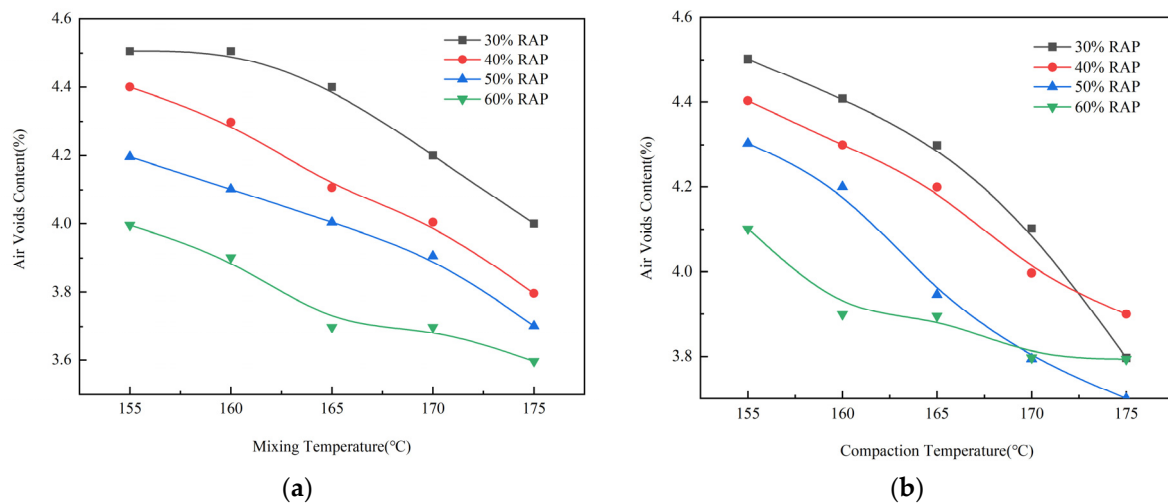 4.6
4.4
4.2
4.0
3.8
3.6
Air Voids Content(%)
30% RAP
40% RAP
50% RAP
60% RAP
155 160 165 170 175
Mixing Temperature(℃)
(a)
4.6
4.4
4.2
4.0
3.8
Air Voids Content(%)
30% RAP
40% RAP
50% RAP
60% RAP
155 160 165 170 175
Compaction Temperature(℃)
(b)